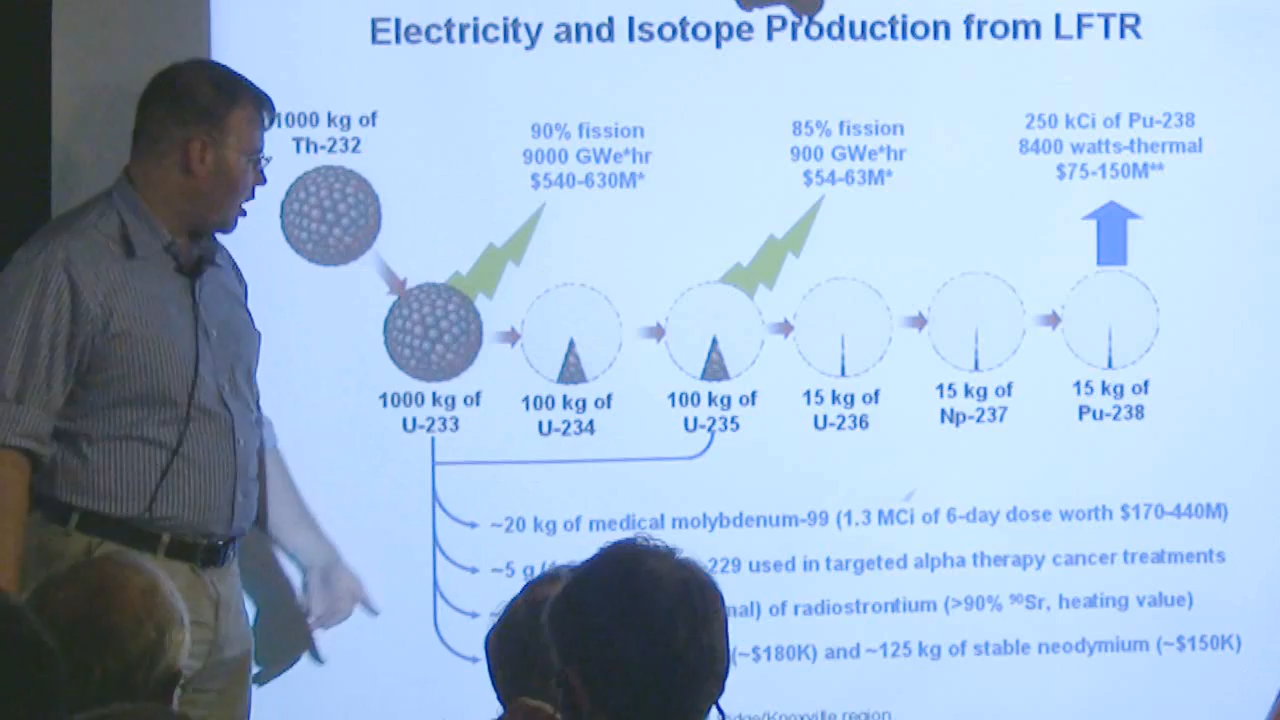 Electricity and Isotope Production from LFTR
1000 kg of
Th-232
90% fission
9000 GWe*hr
$540-630M*
85% fission
900 GWe*hr
$54-63M*
250 kCi of Pu-238
8400 watts-thermal
$75-150M**
1000 kg of
U-233
100 kg of
U-234
100 kg of
U-235
15 kg of
U-236
15 kg of
Np-237
15 kg of
Pu-238
~20 kg of medical molybdenum-99 (1.3 MCi of 6-day dose worth $170-440M)
~5 g 229 used in targeted alpha therapy cancer treatments
of radiostrontium (>90% ⁹⁰Sr, heating value)
(~$180K) and ~125 kg of stable neodymium (~$150K)
region